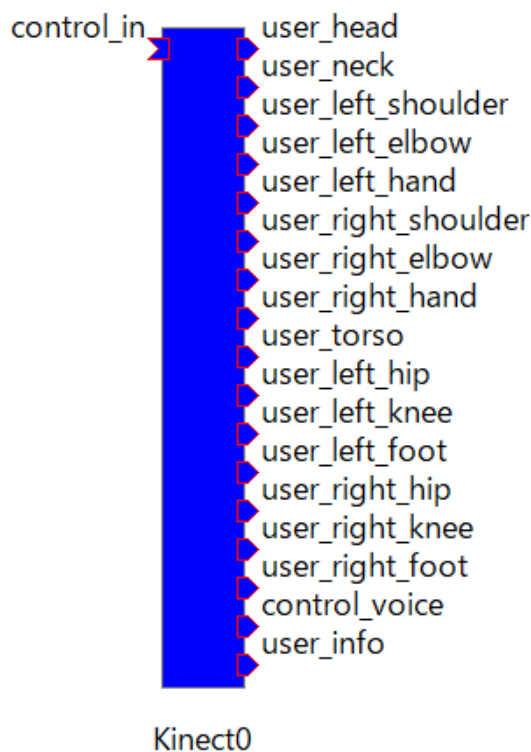 control_in
user_head
user_neck
user_left_shoulder
user_left_elbow
user_left_hand
user_right_shoulder
user_right_elbow
user_right_hand
user_torso
user_left_hip
user_left_knee
user_left_foot
user_right_hip
user_right_knee
user_right_foot
control_voice
user_info
Kinect0